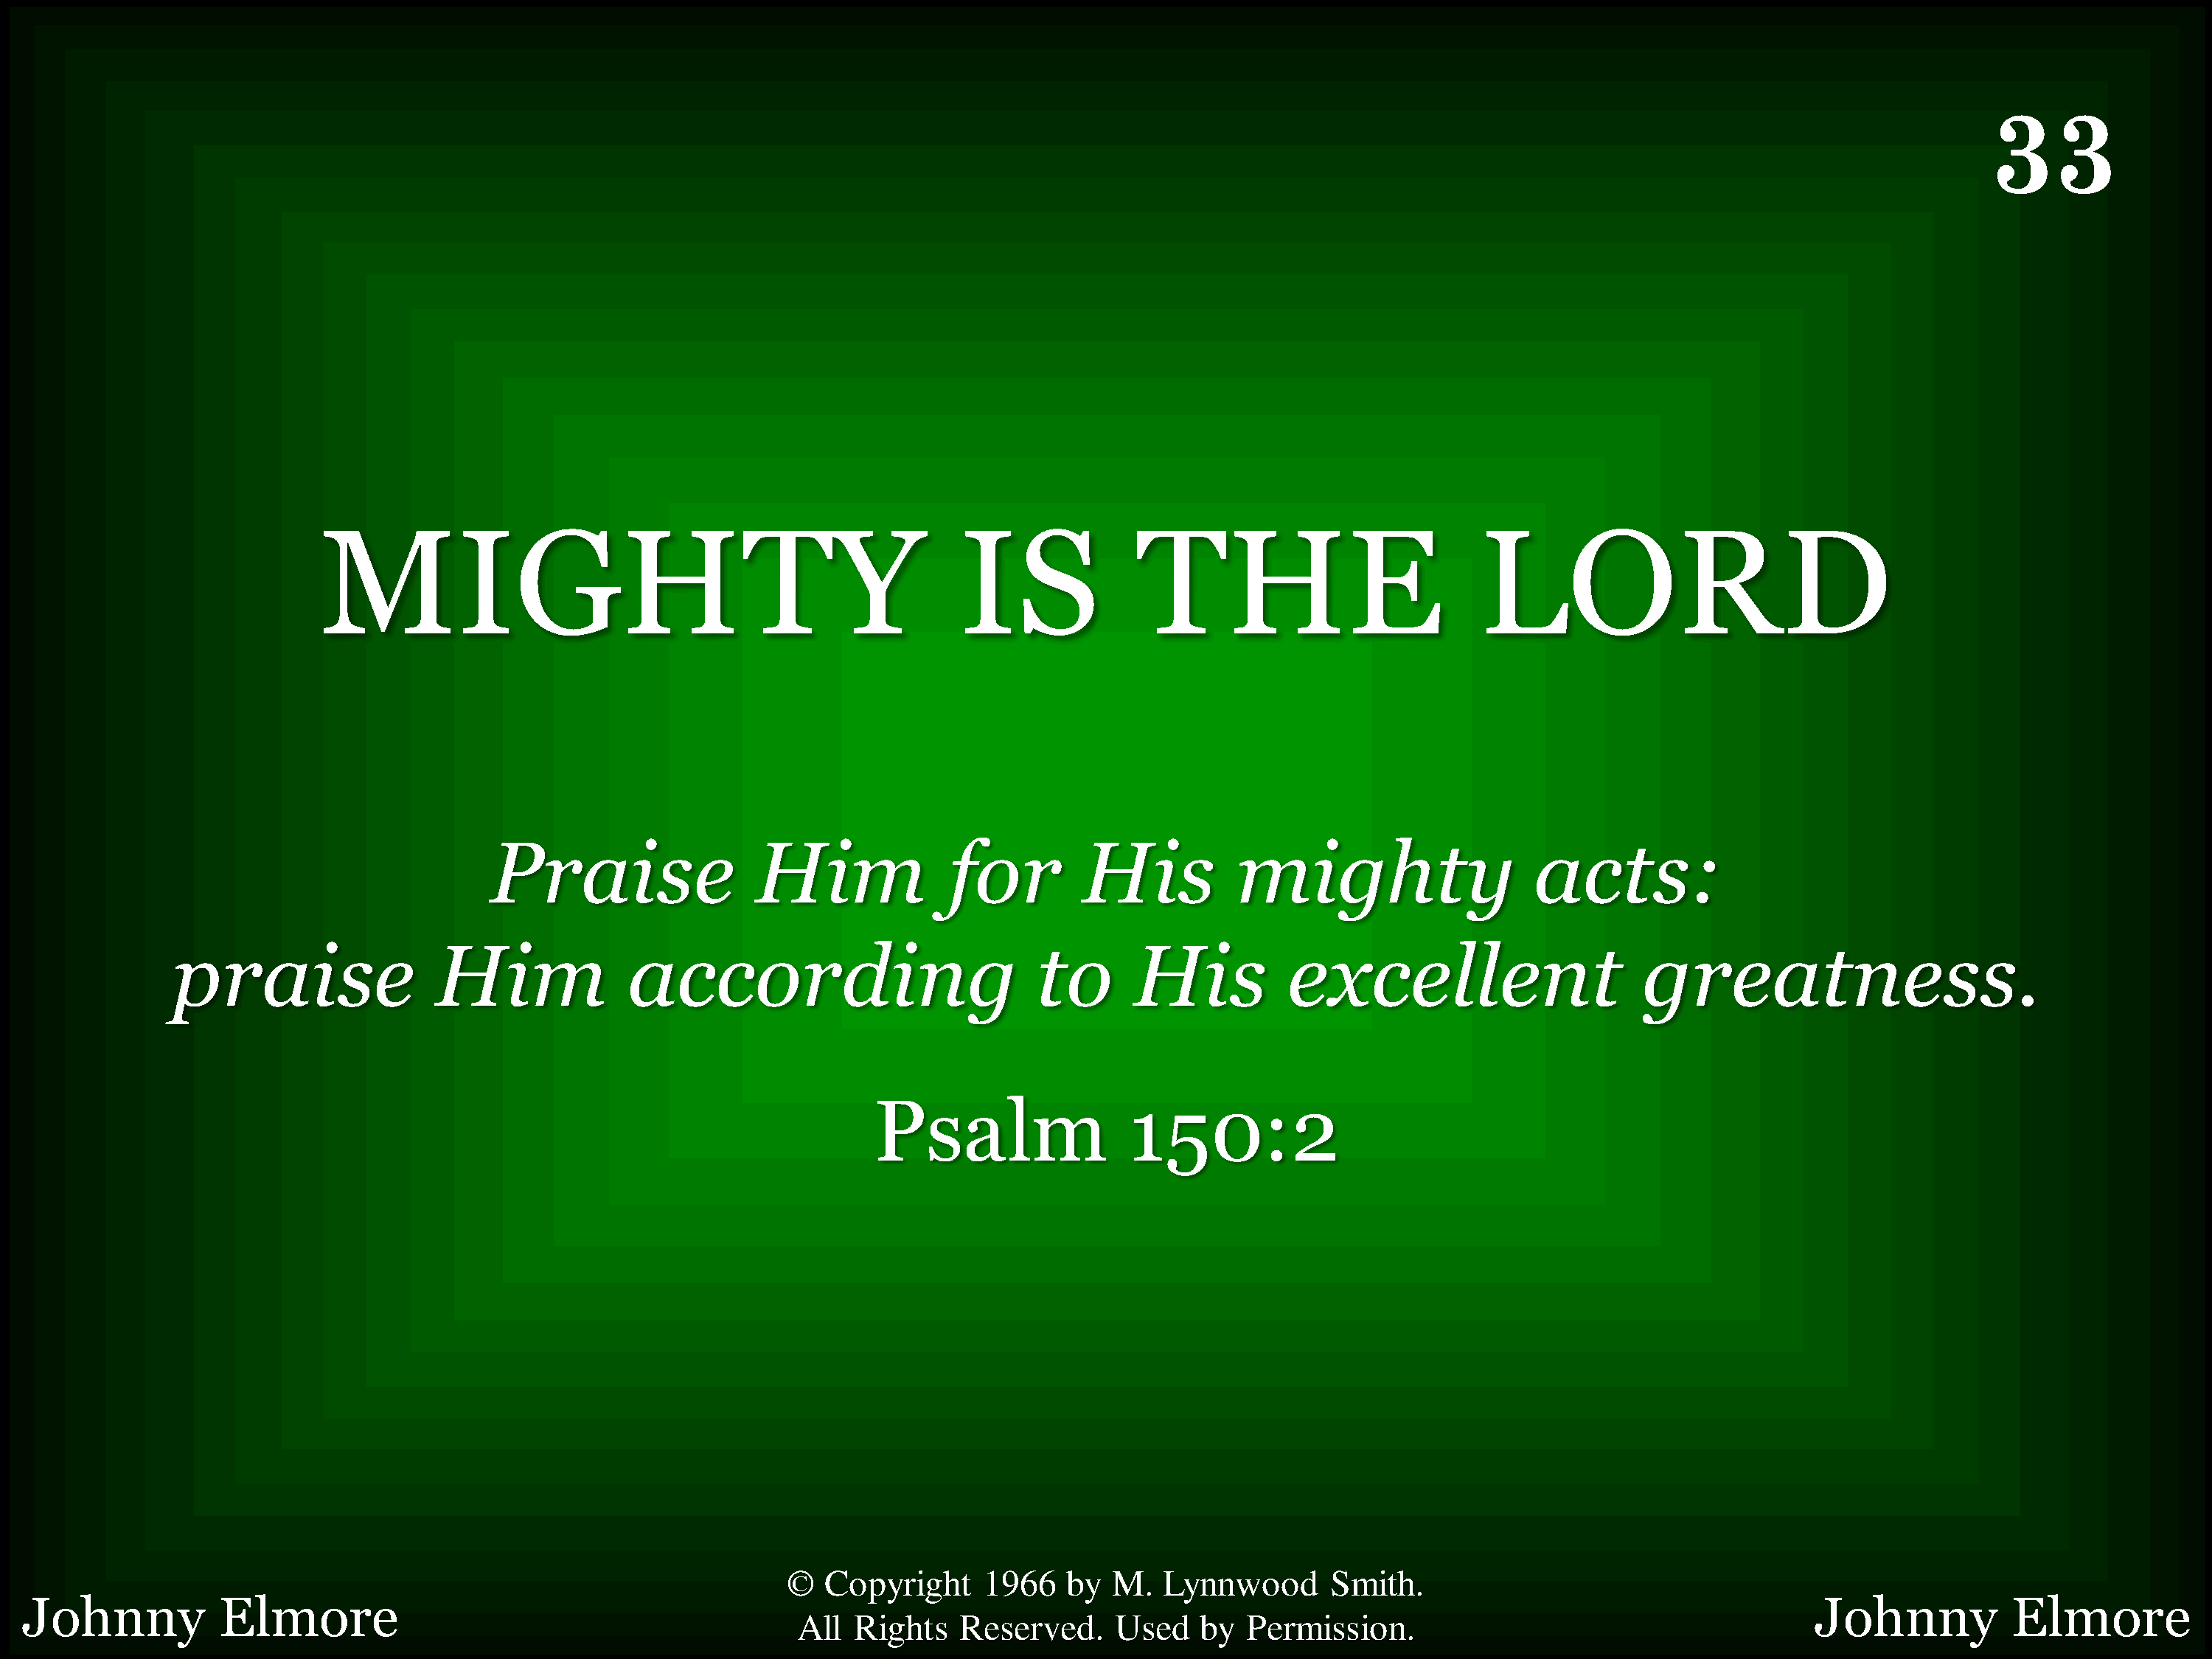 33
MIGHTY IS THE LORD
Praise Him for His mighty acts:
praise Him according to His excellent greatness.
Psalm 150:2
Johnny Elmore
© Copyright 1966 by M. Lynnwood Smith.
All Rights Reserved. Used by Permission.
Johnny Elmore